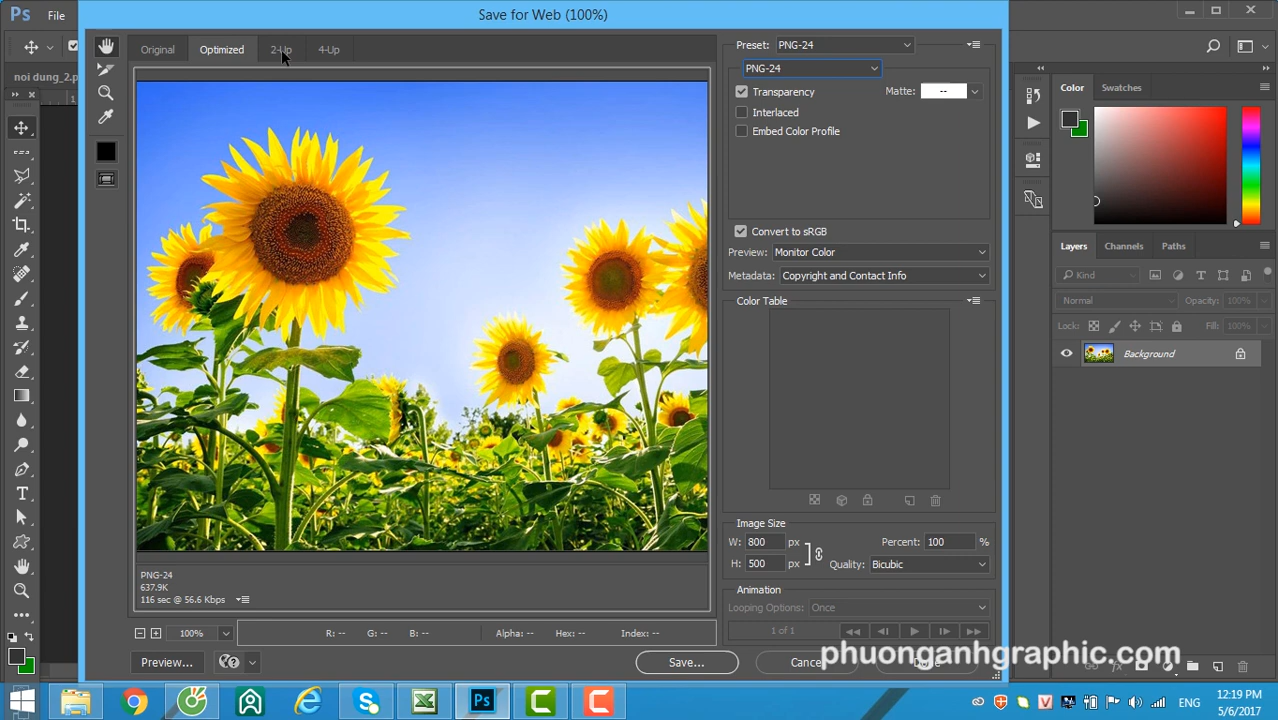 Ps File
Save for Web (100%)
Original Optimized 2-Up 4-Up
Preset: PNG-24
PNG-24
Transparency Matte: --
Interlaced
Embed Color Profile
Convert to sRGB
Preview: Monitor Color
Metadata: Copyright and Contact Info
Color Table
Image Size
W: 800 px Percent: 100 %
H: 500 px Quality: Bicubic
Animation
Looping Options: Once
1 of 1
PNG-24
637.9K
116 sec @ 56.6 Kbps
100% R: -- G: -- B: -- Alpha: -- Hex: -- Index: --
Preview... Save...
phuonganhgraphic.com
noi dung_2.p
1
Color Swatches
Layers Channels Paths
Kind
Normal Opacity: 100%
Lock: Fill: 100%
Background
fx
Ps
ENG
12:19 PM
5/6/2017